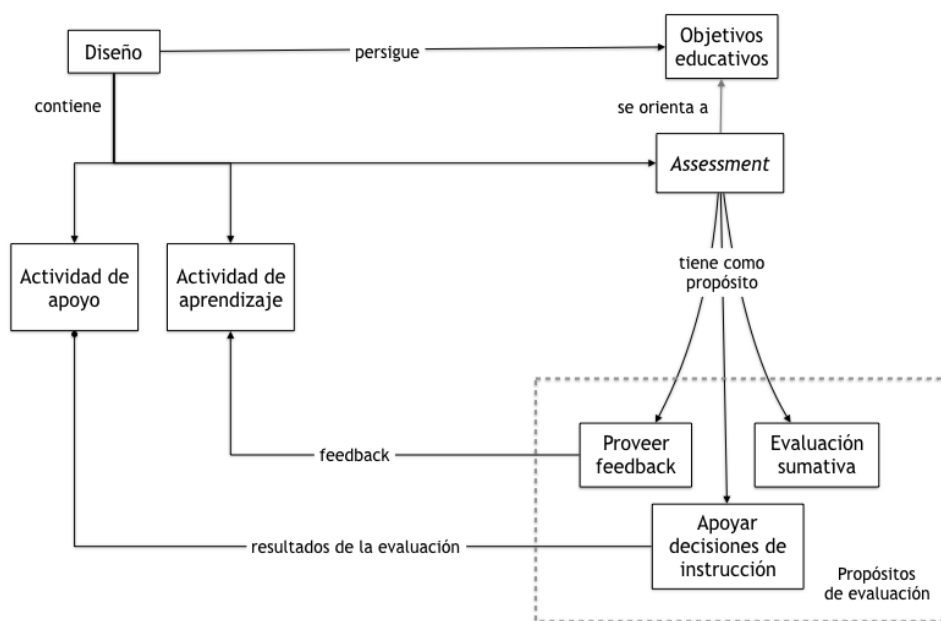 Diseño
persigue
Objetivos
educativos
contiene
se orienta a
Assessment
Actividad de
apoyo
Actividad de
aprendizaje
tiene como
propósito
feedback
Proveer
feedback
Evaluación
sumativa
resultados de la evaluación
Apoyar
decisiones de
instrucción
Propósitos
de evaluación